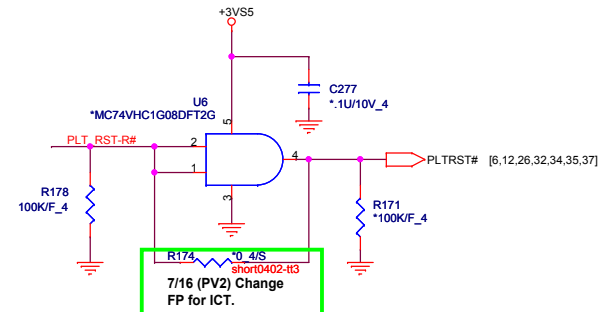 +3VS5
C277
*.1U/10V_4
U6
*MC74VHC1G08DFT2G
5
PLT_RST-R#
2
1
4
PLTRST# [6,12,26,32,34,35,37]
3
R178
100K/F_4
R171
*100K/F_4
R174
*0_4/S
short0402-tt3
7/16 (PV2) Change
FP for ICT.